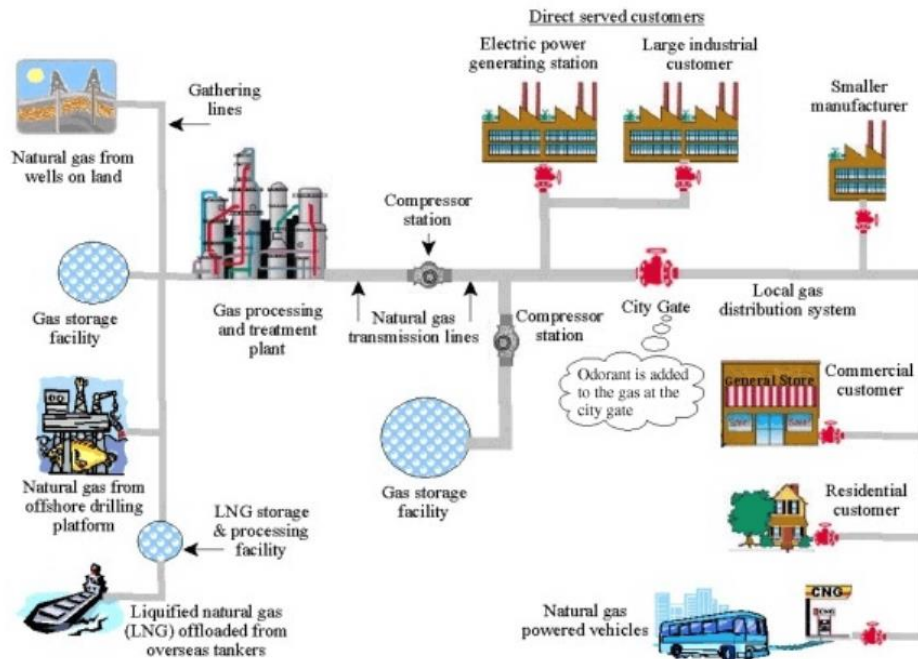 Direct served customers
Electric power
generating station
Large industrial
customer
Smaller
manufacturer
Gathering
lines
Natural gas from
wells on land
Compressor
station
Gas storage
facility
Gas processing
and treatment
plant
Natural gas
transmission lines
Compressor
station
City Gate
Local gas
distribution system
Odorant is added
to the gas at the
city gate
General Store
Commercial
customer
Natural gas from
offshore drilling
platform
LNG storage
& processing
facility
Gas storage
facility
Residential
customer
Liquified natural gas
(LNG) offloaded from
overseas tankers
Natural gas
powered vehicles
CNG
CNG